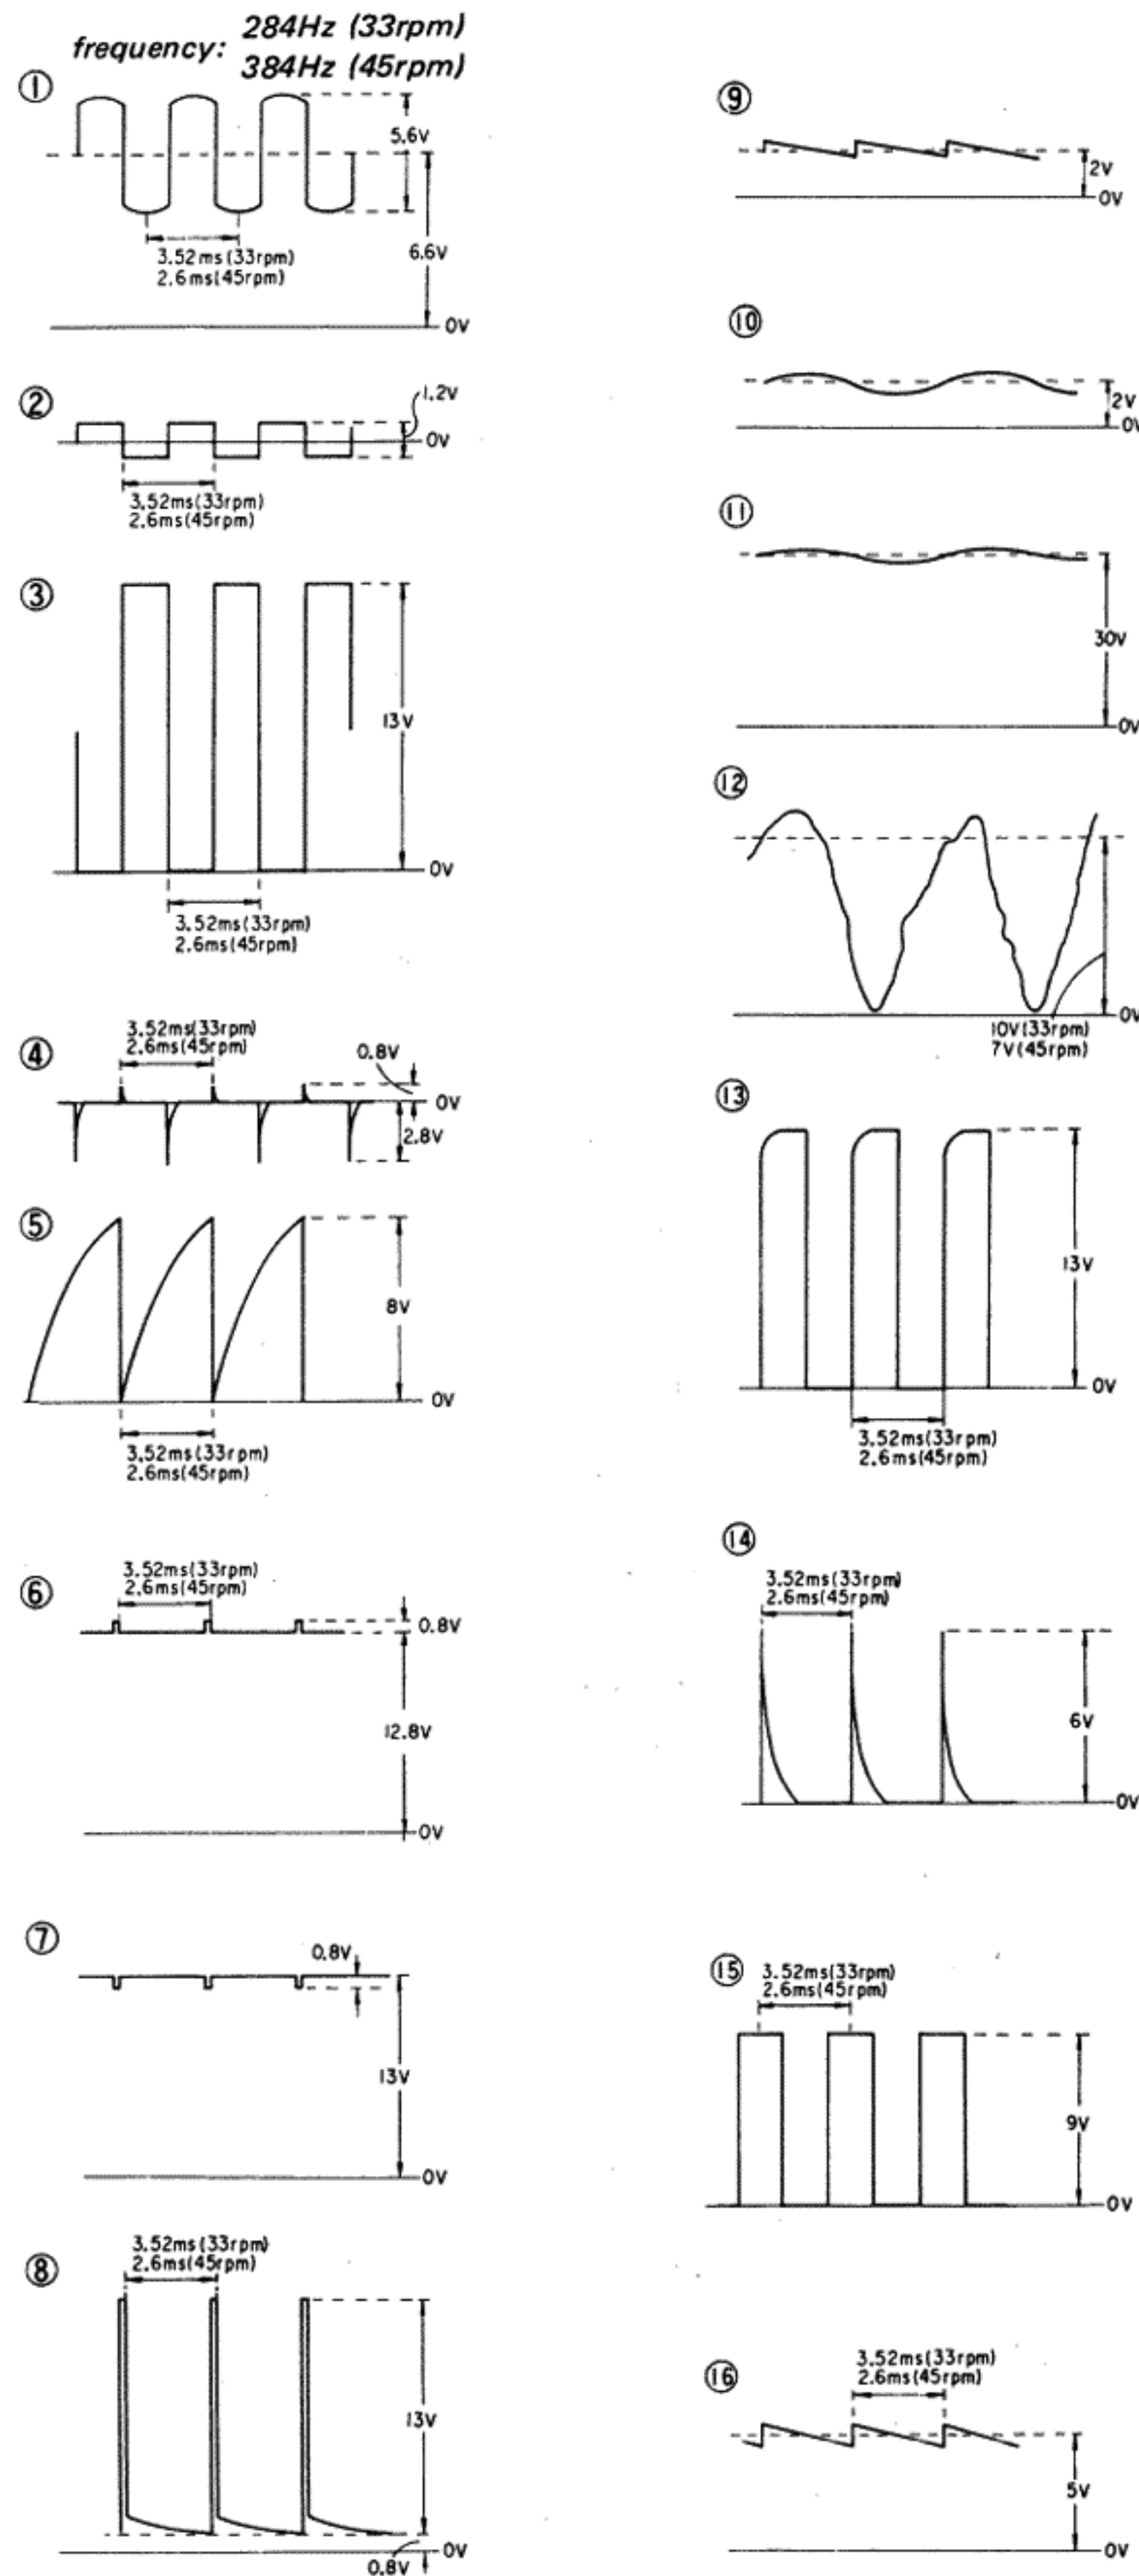 frequency: 284Hz (33rpm)
384Hz (45rpm)
①
5.6V
3.52ms(33rpm)
2.6ms(45rpm)
6.6V
0V
②
1.2V
0V
3.52ms(33rpm)
2.6ms(45rpm)
③
13V
0V
3.52ms(33rpm)
2.6ms(45rpm)
④
3.52ms(33rpm)
2.6ms(45rpm)
0.8V
0V
2.8V
⑤
8V
0V
3.52ms(33rpm)
2.6ms(45rpm)
⑥
3.52ms(33rpm)
2.6ms(45rpm)
0.8V
12.8V
0V
⑦
0.8V
13V
0V
⑧
3.52ms(33rpm)
2.6ms(45rpm)
13V
0V
0.8V
⑨
2V
0V
⑩
2V
0V
⑪
30V
0V
⑫
0V
10V(33rpm)
7V(45rpm)
⑬
13V
0V
3.52ms(33rpm)
2.6ms(45rpm)
⑭
3.52ms(33rpm)
2.6ms(45rpm)
6V
0V
⑮
3.52ms(33rpm)
2.6ms(45rpm)
9V
0V
⑯
3.52ms(33rpm)
2.6ms(45rpm)
5V
0V